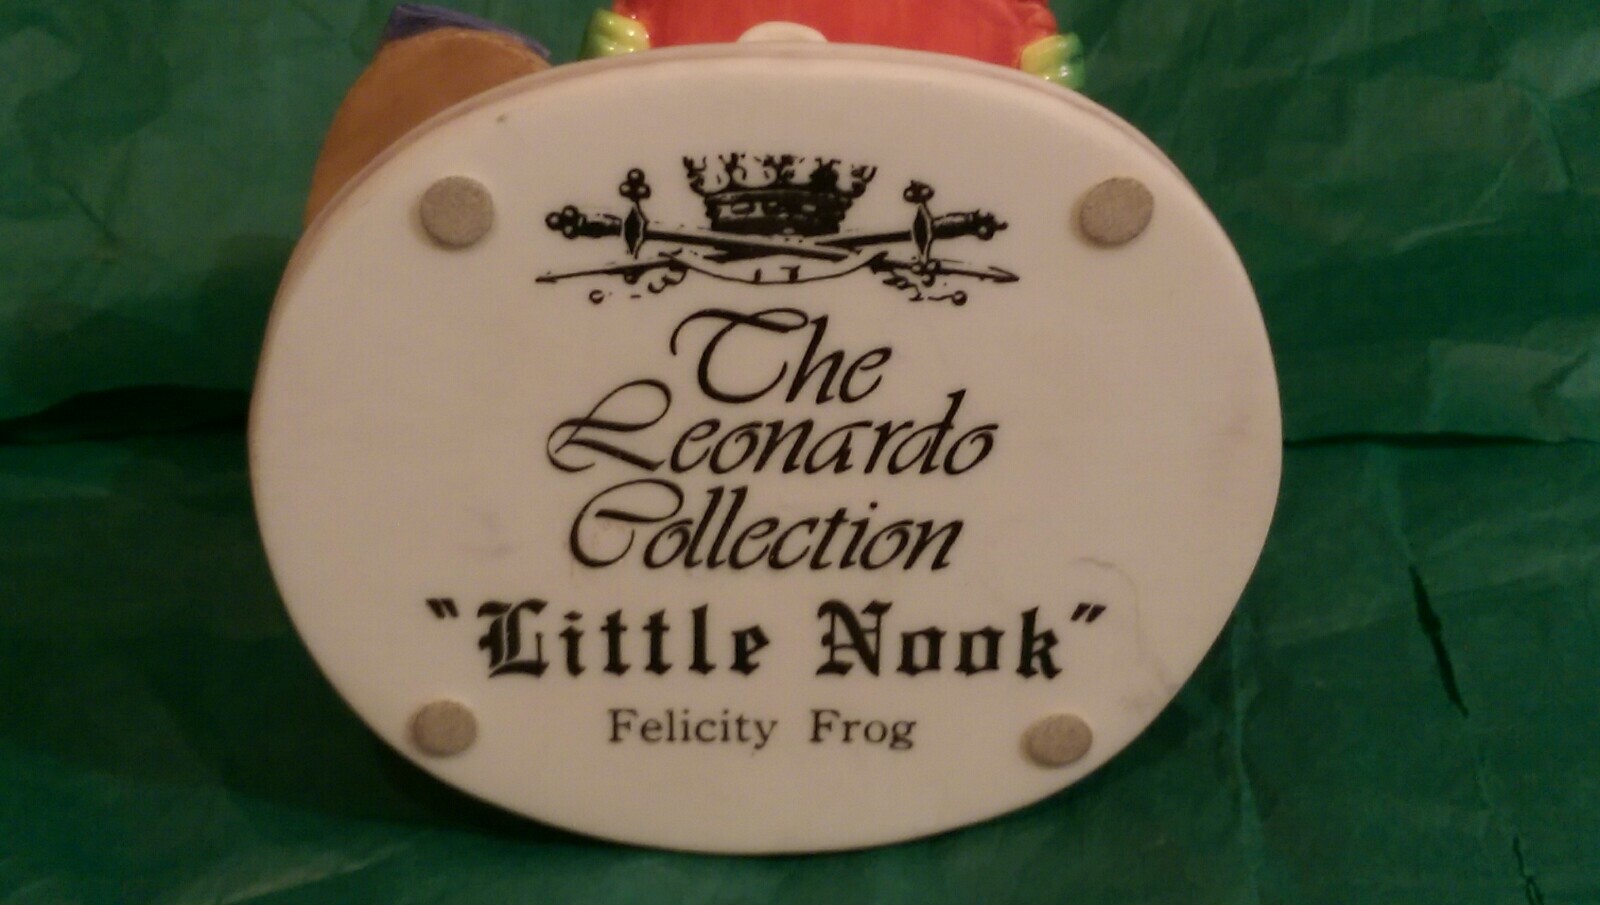 The
Leonardo
Collection
"Little Nook"
Felicity Frog